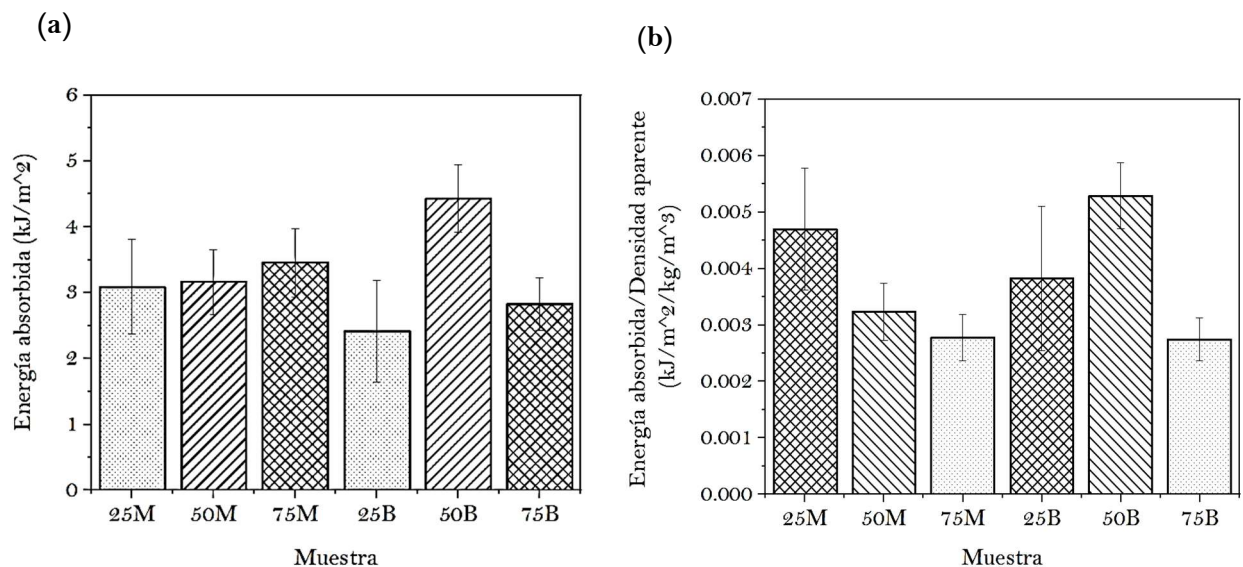 (a)
Energía absorbida (kJ/m^2)
6
5
4
3
2
1
0
25M 50M 75M 25B 50B 75B
Muestra
(b)
Energía absorbida/Densidad aparente
(kJ/m^2/kg/m^3)
0.007
0.006
0.005
0.004
0.003
0.002
0.001
0.000
25M 50M 75M 25B 50B 75B
Muestra